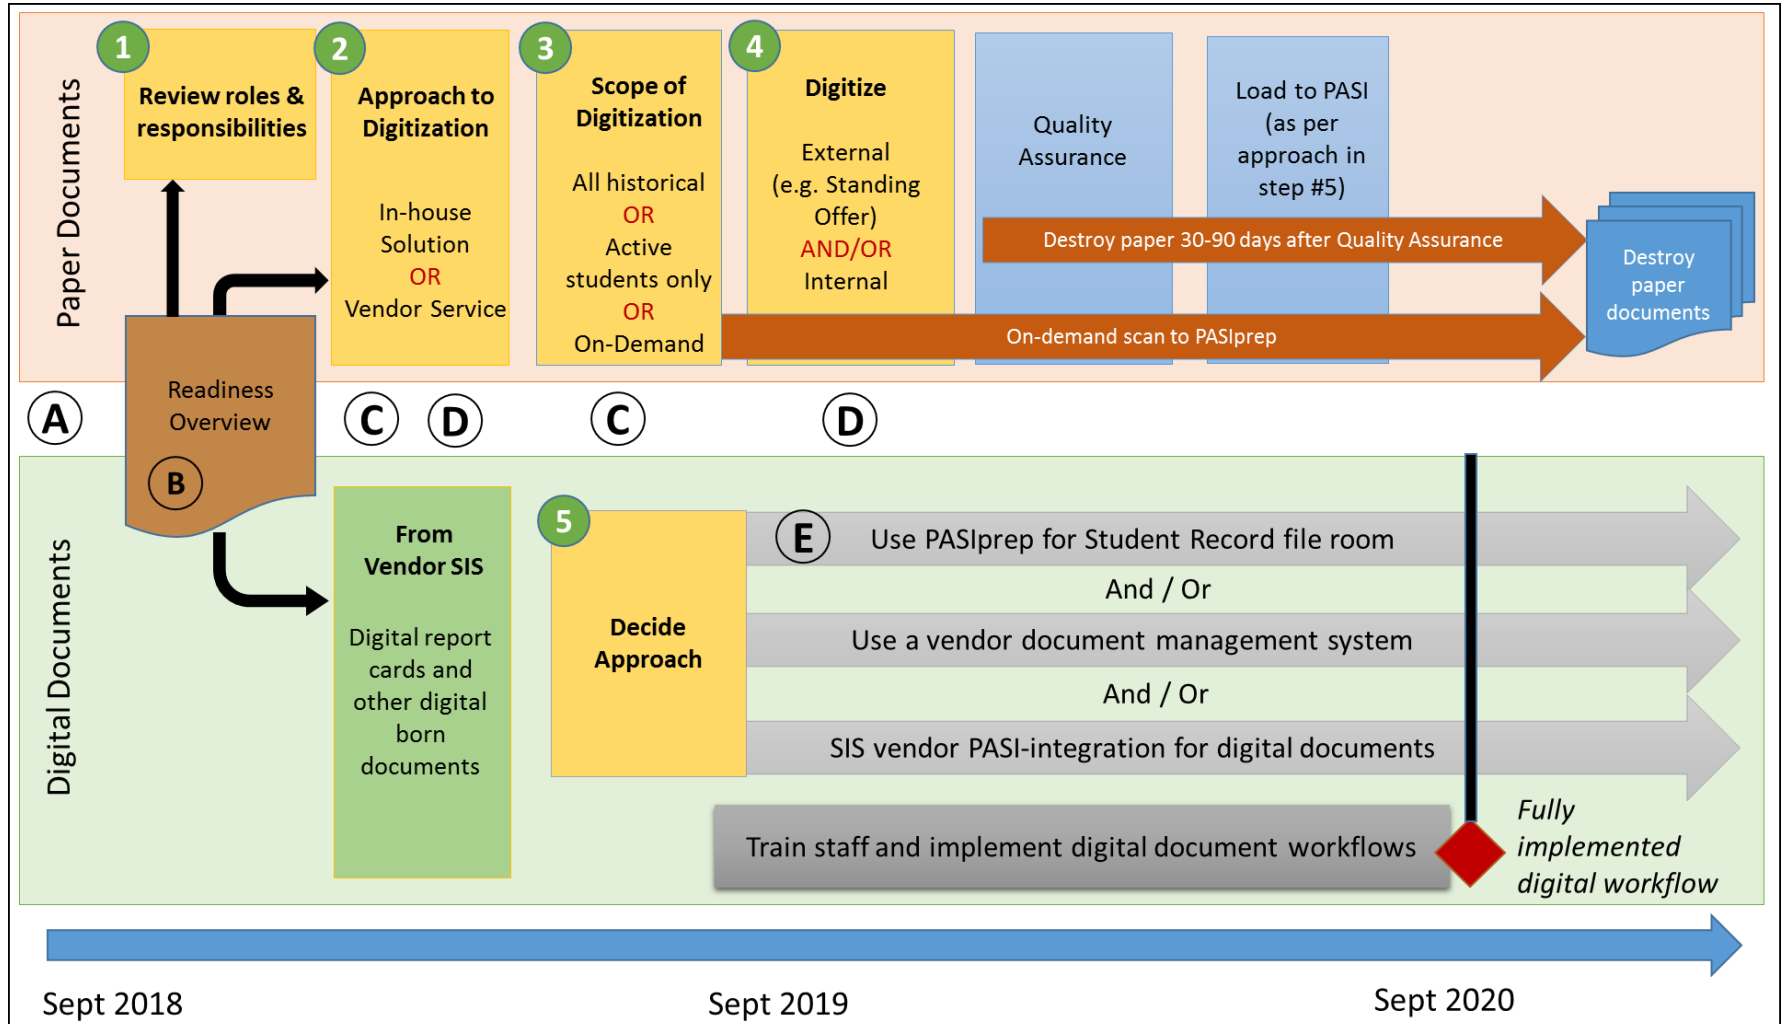 Paper Documents
1
Review roles &
responsibilities
2
Approach to
Digitization
In-house
Solution
OR
Vendor Service
3
Scope of
Digitization
All historical
OR
Active
students only
OR
On-Demand
4
Digitize
External
(e.g. Standing
Offer)
AND/OR
Internal
Quality
Assurance
Load to PASI
(as per
approach in
step #5)
Destroy paper 30-90 days after Quality Assurance
On-demand scan to PASIprep
Destroy
paper
documents
Readiness
Overview
A
B
C
D
C
D
Digital Documents
From
Vendor SIS
Digital report
cards and
other digital
born
documents
5
Decide
Approach
E
Use PASIprep for Student Record file room
And / Or
Use a vendor document management system
And / Or
SIS vendor PASI-integration for digital documents
Train staff and implement digital document workflows
Fully
implemented
digital workflow
Sept 2018
Sept 2019
Sept 2020